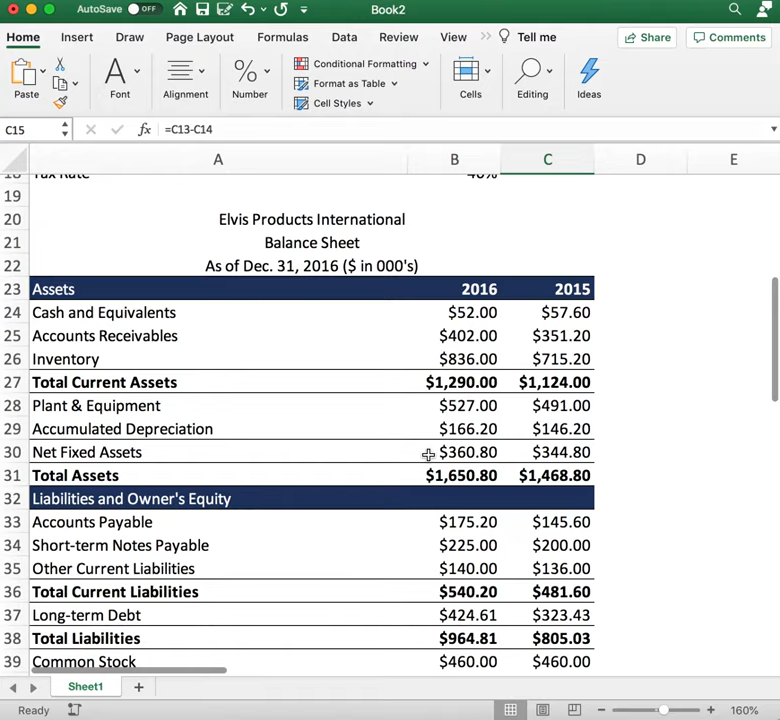 AutoSave OFF Book2
Home Insert Draw Page Layout Formulas Data Review View Tell me Share Comments
Paste Font Alignment Number Conditional Formatting Format as Table Cell Styles Cells Editing Ideas
C15 fx =C13-C14
A B C D E
18 Tax Rate 40%
19
20 Elvis Products International
21 Balance Sheet
22 As of Dec. 31, 2016 ($ in 000's)
23 Assets 2016 2015
24 Cash and Equivalents $52.00 $57.60
25 Accounts Receivables $402.00 $351.20
26 Inventory $836.00 $715.20
27 Total Current Assets $1,290.00 $1,124.00
28 Plant & Equipment $527.00 $491.00
29 Accumulated Depreciation $166.20 $146.20
30 Net Fixed Assets $360.80 $344.80
31 Total Assets $1,650.80 $1,468.80
32 Liabilities and Owner's Equity
33 Accounts Payable $175.20 $145.60
34 Short-term Notes Payable $225.00 $200.00
35 Other Current Liabilities $140.00 $136.00
36 Total Current Liabilities $540.20 $481.60
37 Long-term Debt $424.61 $323.43
38 Total Liabilities $964.81 $805.03
39 Common Stock $460.00 $460.00
Sheet1 +
Ready 160%